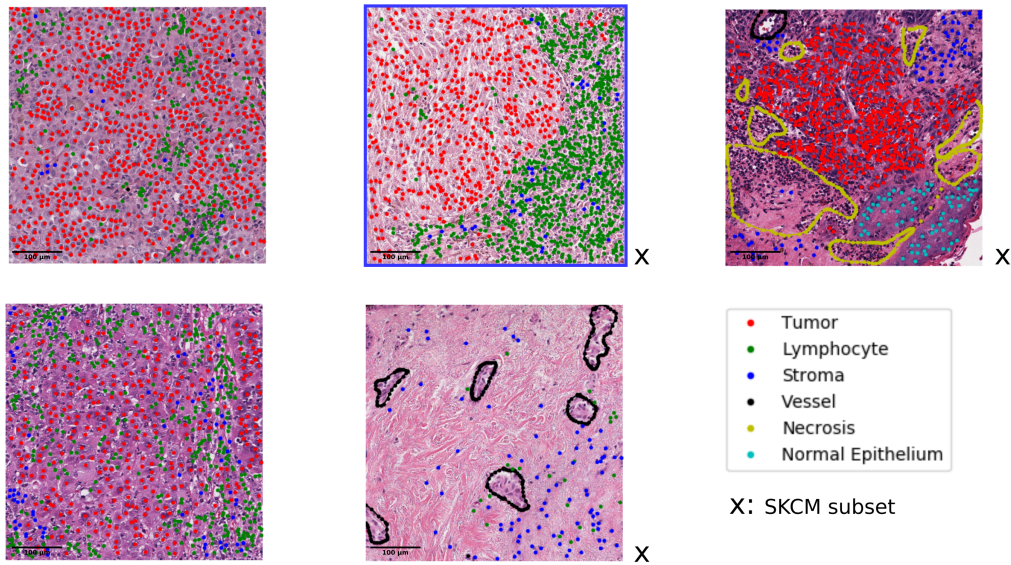 100 μm
100 μm
x
100 μm
x
100 μm
100 μm
x
Tumor
Lymphocyte
Stroma
Vessel
Necrosis
Normal Epithelium
x: SKCM subset